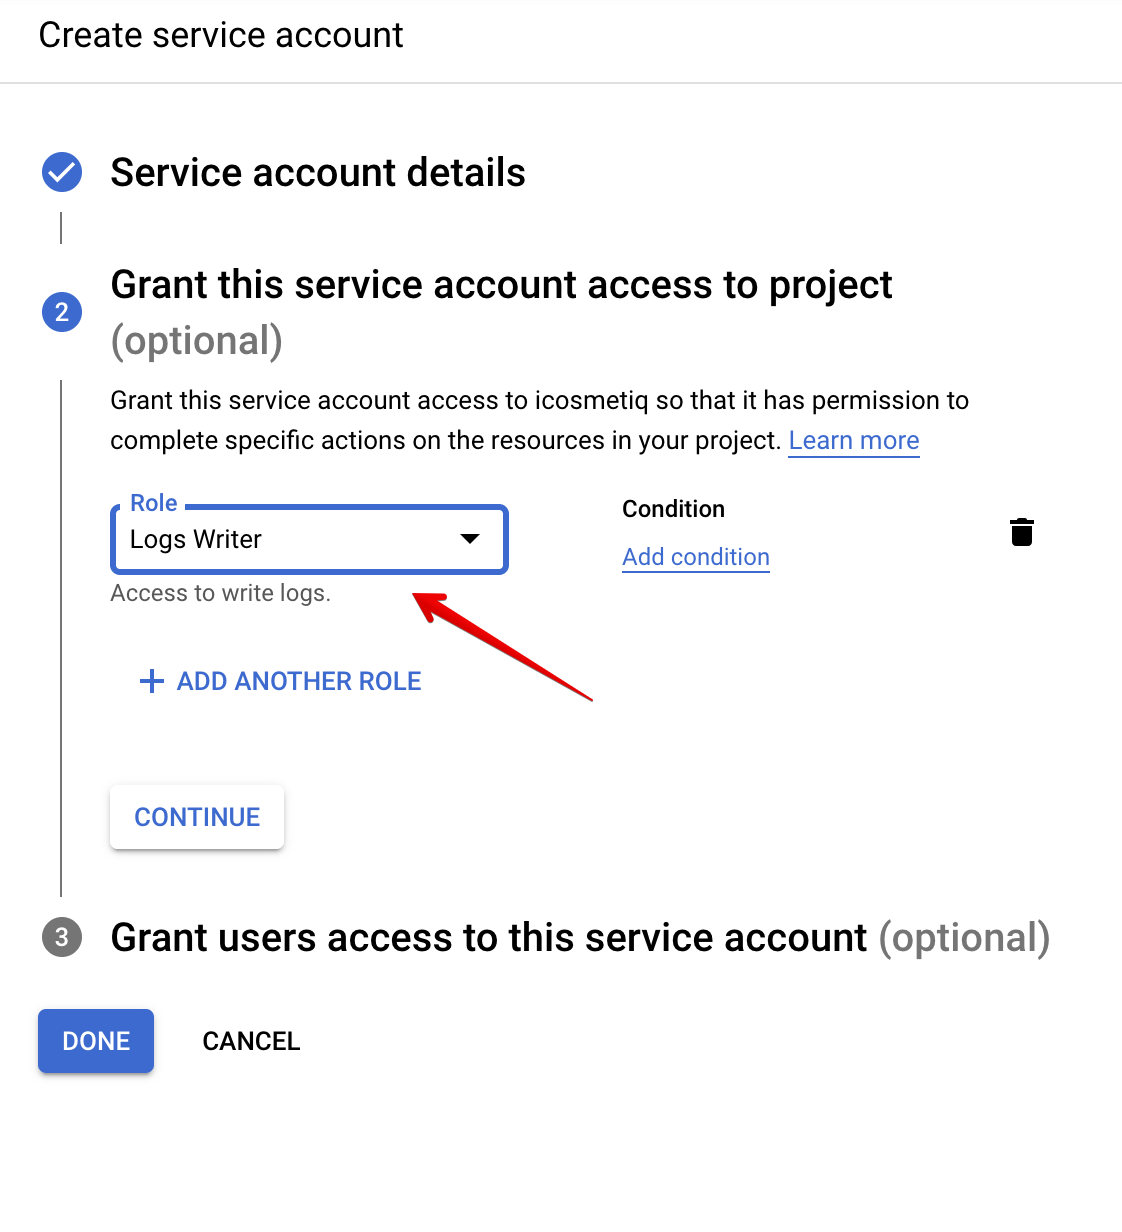 Create service account
Service account details
2
Grant this service account access to project
(optional)
Grant this service account access to icosmetiq so that it has permission to
complete specific actions on the resources in your project. Learn more
Role
Logs Writer
Access to write logs.
Condition
Add condition
ADD ANOTHER ROLE
CONTINUE
3
Grant users access to this service account (optional)
DONE
CANCEL